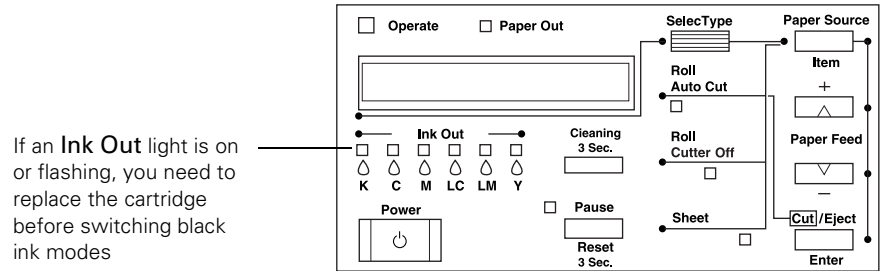 If an Ink Out light is on
or flashing, you need to
replace the cartridge
before switching black
ink modes
Operate
Paper Out
SelecType
Paper Source
Item
Roll
Auto Cut
+
Ink Out
Cleaning
3 Sec.
Roll
Cutter Off
Paper Feed
K C M LC LM Y
–
Power
Pause
Sheet
Cut/Eject
Reset
3 Sec.
Enter